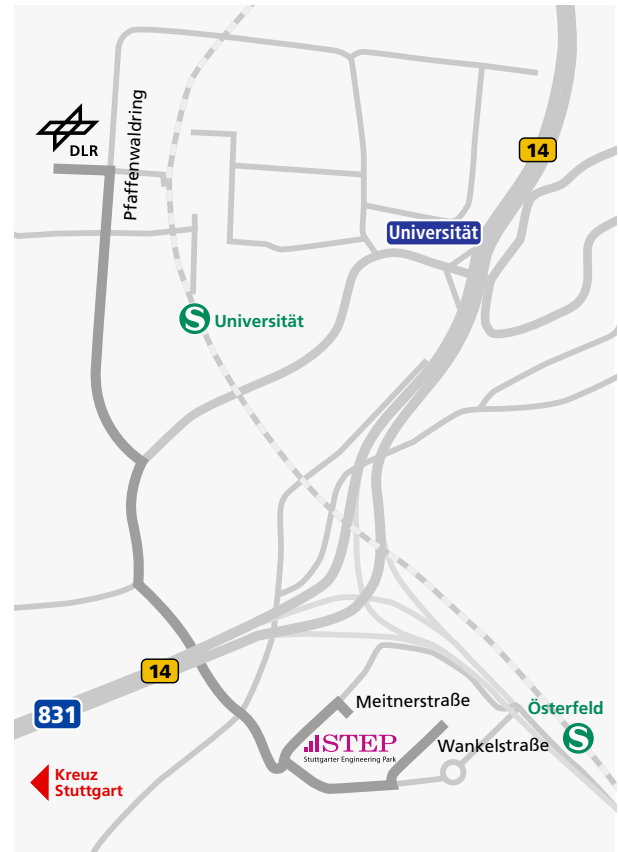 14
DLR
Pfaffenwaldring
Universität
Universität
14
831
Meitnerstraße
Österfeld
STEP
Stuttgarter Engineering Park
Wankelstraße
Kreuz
Stuttgart
S
S